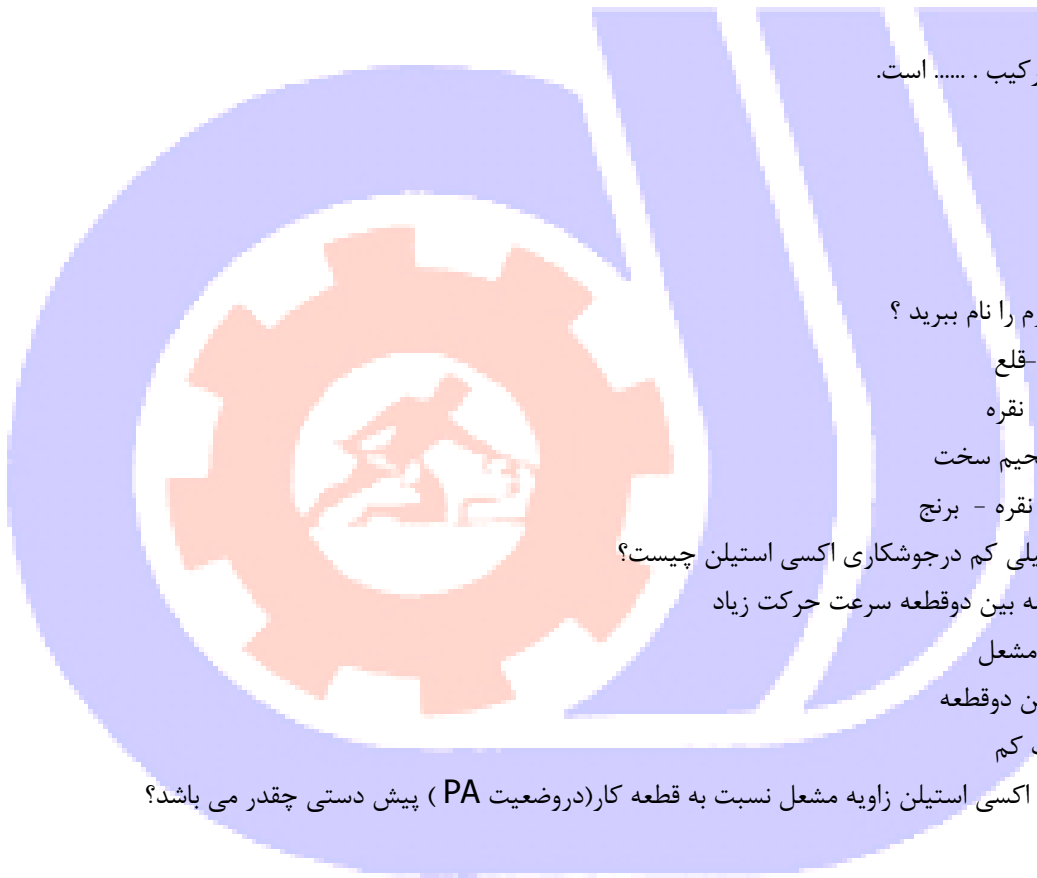 رکیب . ...... است.
رم را نام ببرید ؟
-قلع
نقره
حیم سخت
نقره - برنج
یلی کم درجوشکاری اکسی استیلن چیست؟
ه بین دوقطعه سرعت حرکت زیاد
مشعل
ن دوقطعه
کم
اکسی استیلن زاویه مشعل نسبت به قطعه کار(دروضعیت PA ) پیش دستی چقدر می باشد؟